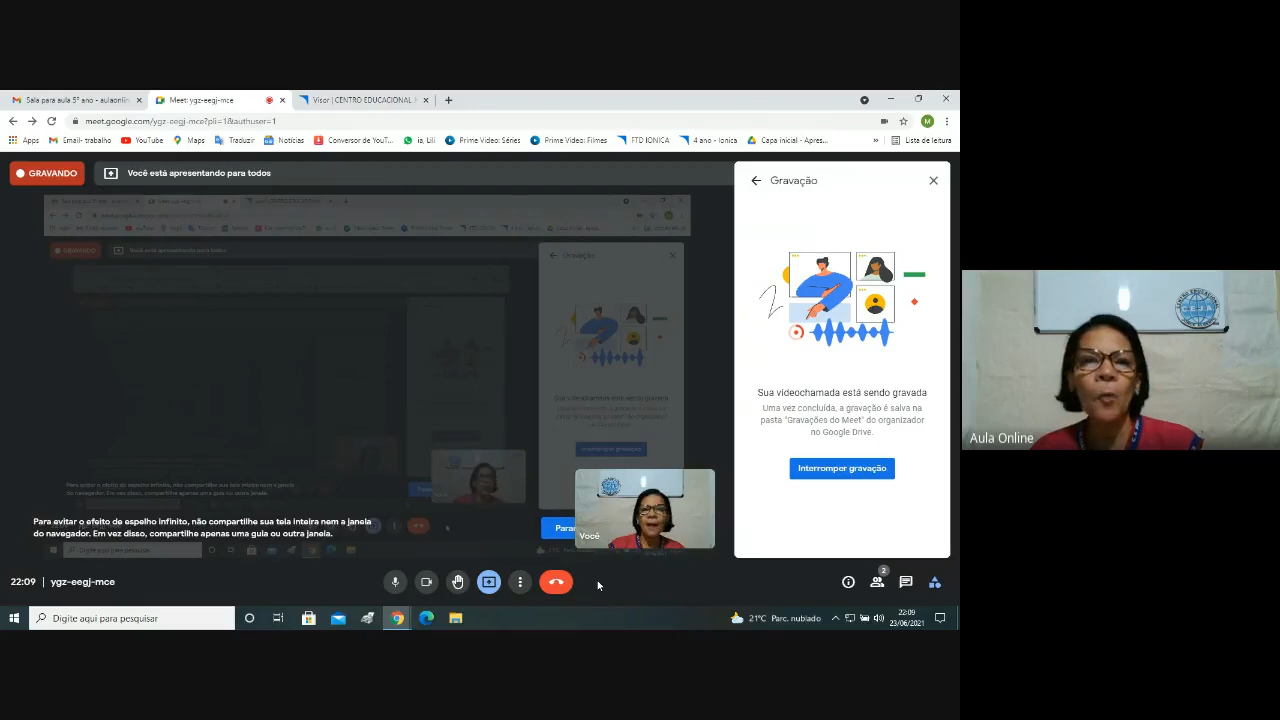 Sala para aula 5º ano - aulaonlin
Meet: ygz-eegj-mce
Visor | CENTRO EDUCACIONAL
meet.google.com/ygz-eegj-mce?pli=1&authuser=1
M
Apps
Email- trabalho
YouTube
Maps
Traduzir
Notícias
Conversor de YouT...
ia, Lili
Prime Video: Séries
Prime Video: Filmes
FTD IONICA
4 ano - Ionica
Capa inicial - Apres...
»
Lista de leitura
GRAVANDO
Você está apresentando para todos
Gravação
Sua videochamada está sendo gravada
Uma vez concluída, a gravação é salva na
pasta "Gravações do Meet" do organizador
no Google Drive.
Interromper gravação
Para evitar o efeito de espelho infinito, não compartilhe sua tela inteira nem a janela
do navegador. Em vez disso, compartilhe apenas uma guia ou outra janela.
Você
Aula Online
22:09 | ygz-eegj-mce
2
Digite aqui para pesquisar
21°C Parc. nublado
22:09
23/06/2021